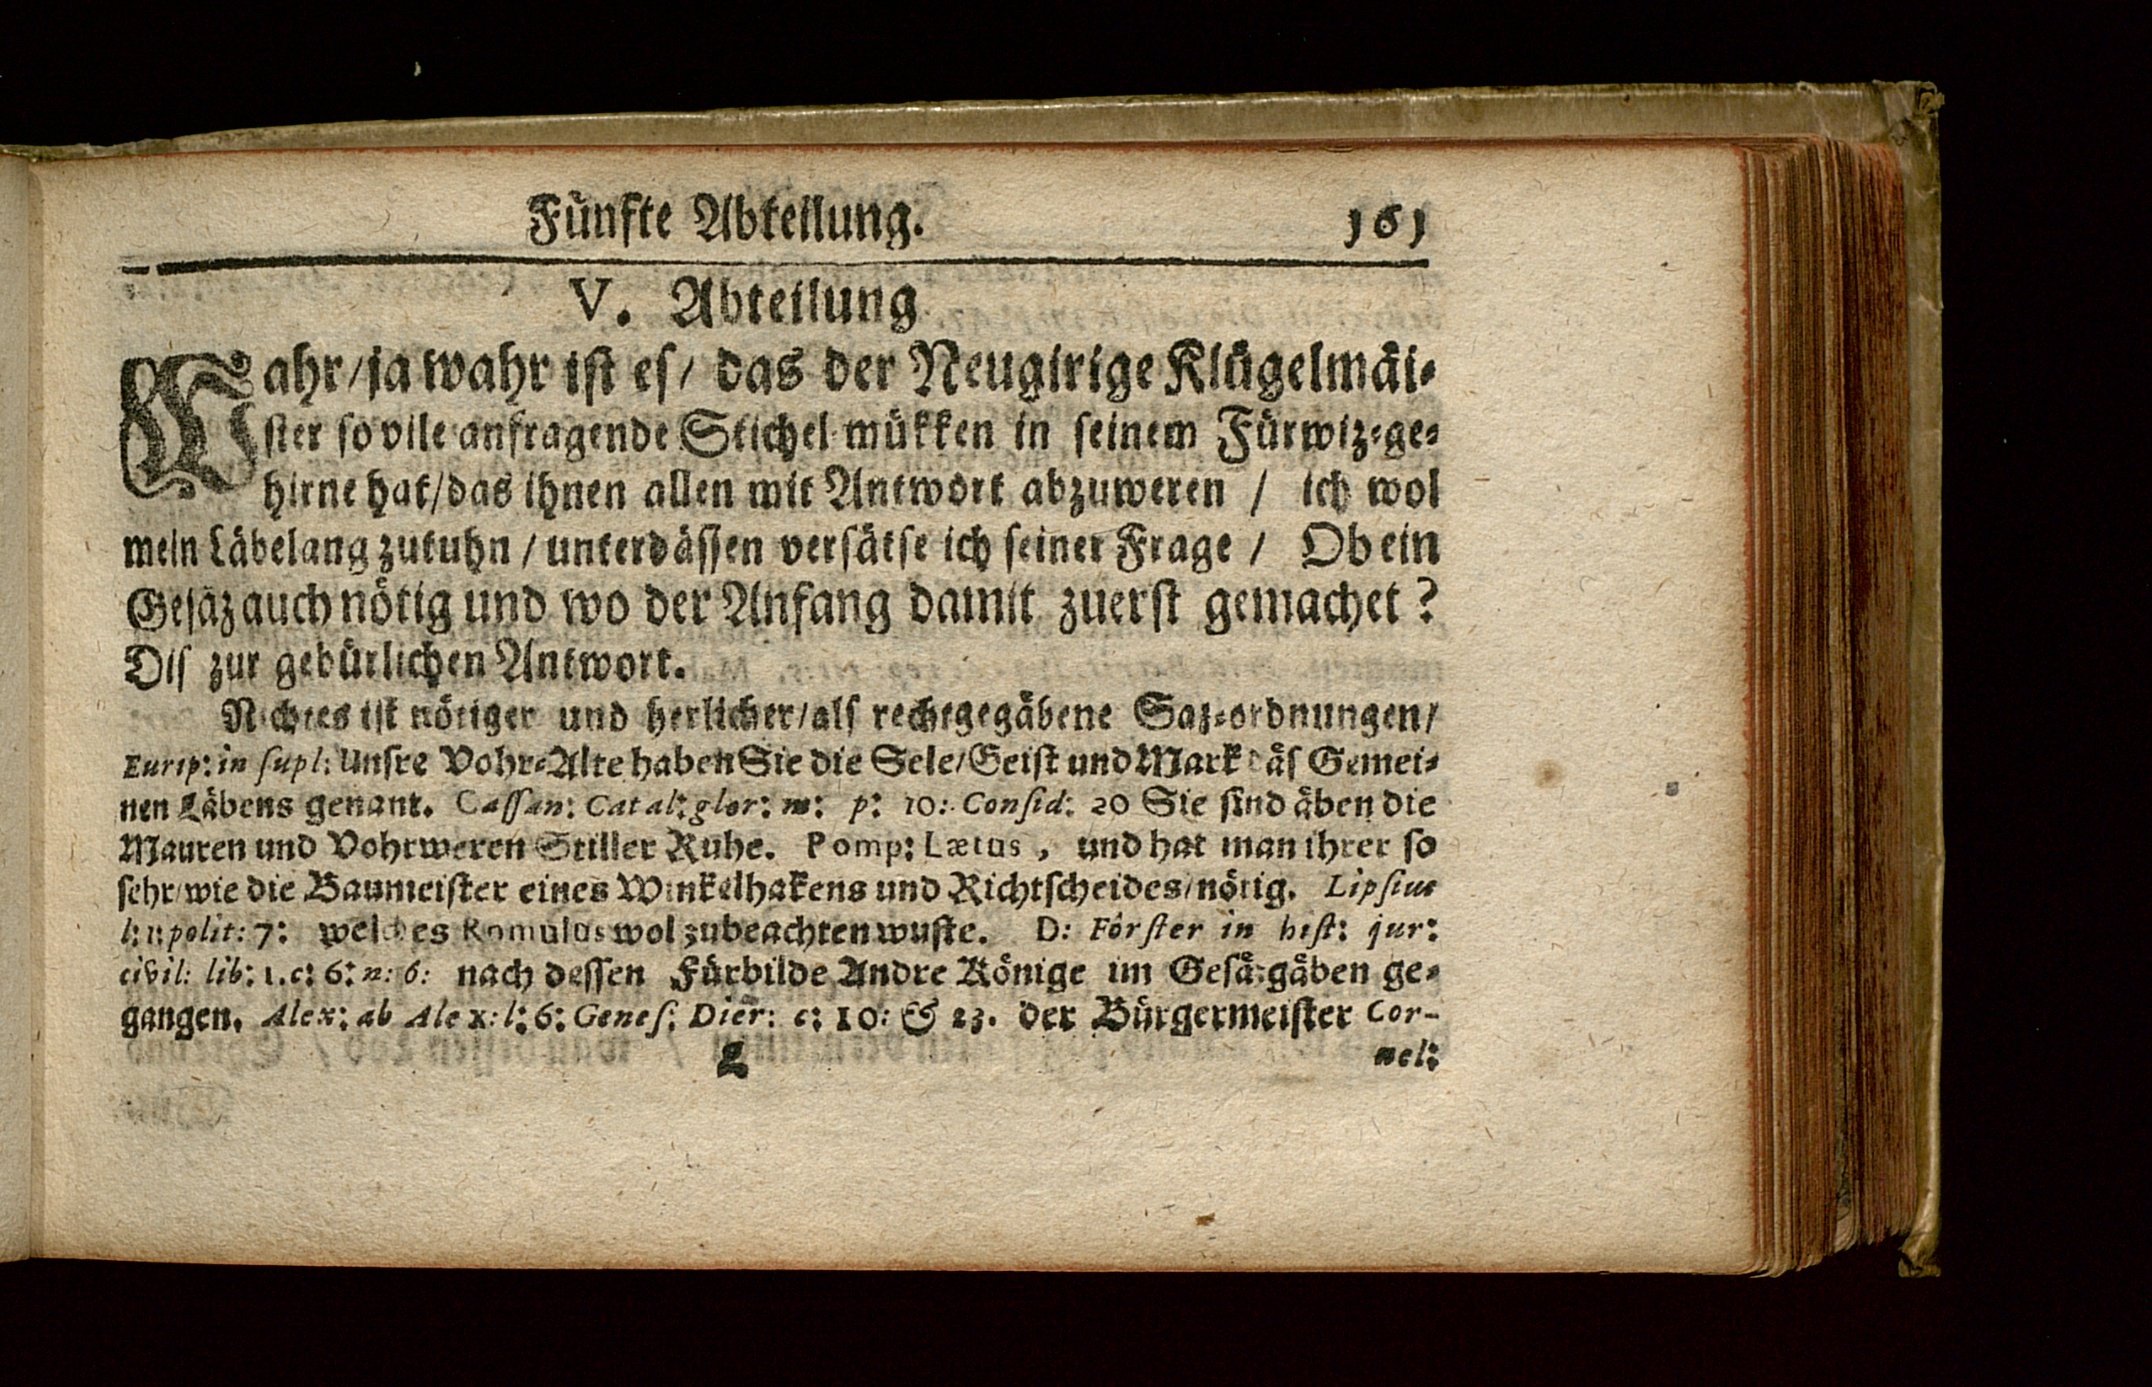 Fünfte Abteilung. 161
V. Abteilung
Wahr/ja wahr ist es/ das der Neugirige Klügelmäi-
ster so vile anfragende Stichel-mükken in seinem Fürwiz-ge-
hirne hat/das ihnen allen mit Antwort abzuweren / ich wol
mein Läbelang zutuhn / unterdässen versätse ich seiner Frage / Ob ein
Gesäz auch nötig und wo der Anfang damit zuerst gemachet?
Dis zur gebürlichen Antwort.
Nichtes ist nötiger und herlicher/als rechtgegäbene Saz-ordnungen/
Eurip: in supl: Unsre Vohr-Alte haben Sie die Sele/Geist und Mark däs Gemei-
nen Läbens genant. Cassan: Catal: glor: m: p: 10: Consid: 20 Sie sind äben die
Mauren und Vohrweren Stiller Ruhe. Pomp: Lætus, und hat man ihrer so
sehr/wie die Baumeister eines Winkelhakens und Richtscheides/nötig. Lipsius
l: 1: polit: 7: welches Romulus wol zubeachten wuste. D: Förster in hist: jur:
civil: lib: 1. c: 6: n: 6: nach dessen Fürbilde Andre Könige im Gesäzgäben ge-
gangen. Alex: ab Alex: l: 6: Genes: Dier: c: 10: & 23. der Bürgermeister Cor-
L nel: